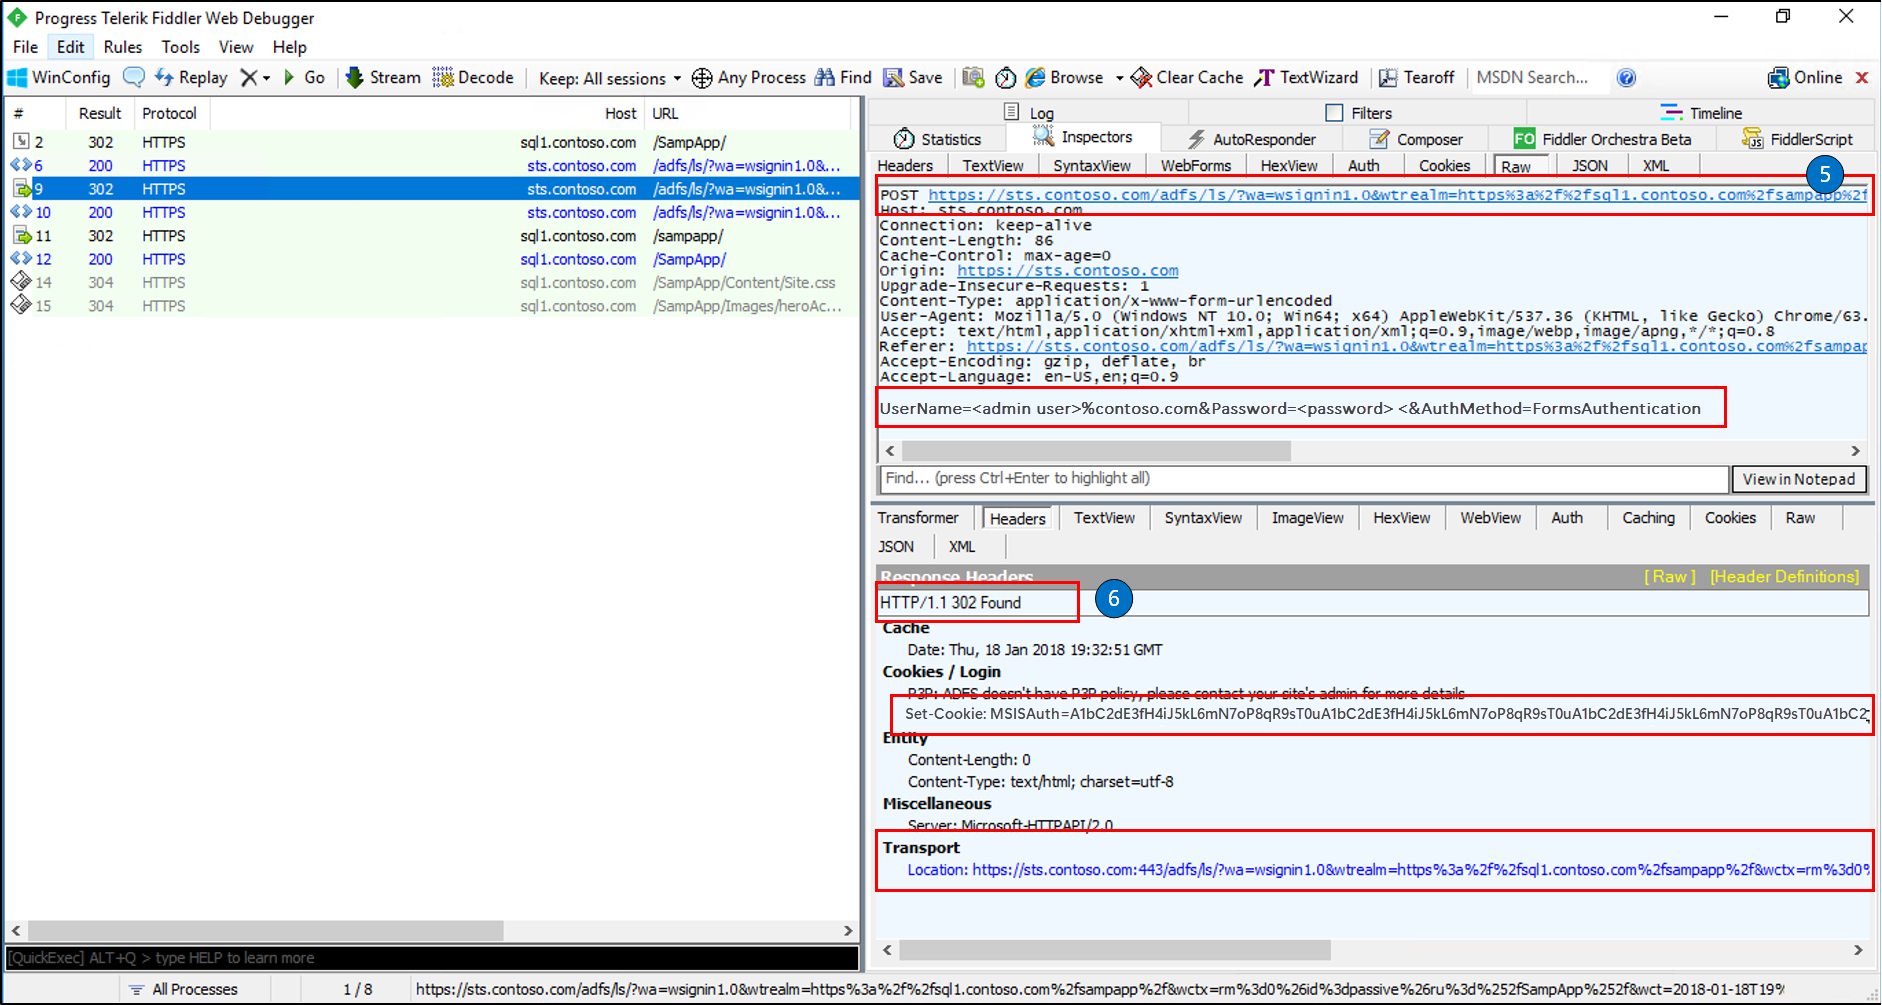 Progress Telerik Fiddler Web Debugger
File Edit Rules Tools View Help
WinConfig Replay Go Stream Decode Keep: All sessions Any Process Find Save Browse Clear Cache TextWizard Tearoff MSDN Search... Online
# Result Protocol Host URL
2 302 HTTPS sql1.contoso.com /SampApp/
6 200 HTTPS sts.contoso.com /adfs/ls/?wa=wsignin1.0&...
9 302 HTTPS sts.contoso.com /adfs/ls/?wa=wsignin1.0&...
10 200 HTTPS sts.contoso.com /adfs/ls/?wa=wsignin1.0&...
11 302 HTTPS sql1.contoso.com /sampapp/
12 200 HTTPS sql1.contoso.com /SampApp/
14 304 HTTPS sql1.contoso.com /SampApp/Content/Site.css
15 304 HTTPS sql1.contoso.com /SampApp/Images/heroAc...
Log Filters Timeline
Statistics Inspectors AutoResponder Composer FO Fiddler Orchestra Beta FiddlerScript
Headers TextView SyntaxView WebForms HexView Auth Cookies Raw JSON XML
5
POST https://sts.contoso.com/adfs/ls/?wa=wsignin1.0&wtrealm=https%3a%2f%2fsql1.contoso.com%2fsampapp%2f
Host: sts.contoso.com
Connection: keep-alive
Content-Length: 86
Cache-Control: max-age=0
Origin: https://sts.contoso.com
Upgrade-Insecure-Requests: 1
Content-Type: application/x-www-form-urlencoded
User-Agent: Mozilla/5.0 (Windows NT 10.0; Win64; x64) AppleWebKit/537.36 (KHTML, like Gecko) Chrome/63.
Accept: text/html,application/xhtml+xml,application/xml;q=0.9,image/webp,image/apng,*/*;q=0.8
Referer: https://sts.contoso.com/adfs/ls/?wa=wsignin1.0&wtrealm=https%3a%2f%2fsql1.contoso.com%2fsampap
Accept-Encoding: gzip, deflate, br
Accept-Language: en-US,en;q=0.9
UserName=<admin user>%contoso.com&Password=<password> <&AuthMethod=FormsAuthentication
Find... (press Ctrl+Enter to highlight all) View in Notepad
Transformer Headers TextView SyntaxView ImageView HexView WebView Auth Caching Cookies Raw
JSON XML
Response Headers [ Raw ] [Header Definitions]
HTTP/1.1 302 Found
6
Cache
Date: Thu, 18 Jan 2018 19:32:51 GMT
Cookies / Login
P3P: ADFS doesn't have P3P policy, please contact your site's admin for more details
Set-Cookie: MSISAuth=A1bC2dE3fH4iJ5kL6mN7oP8qR9sT0uA1bC2dE3fH4iJ5kL6mN7oP8qR9sT0uA1bC2dE3fH4iJ5kL6mN7oP8qR9sT0uA1bC2
Entity
Content-Length: 0
Content-Type: text/html; charset=utf-8
Miscellaneous
Server: Microsoft-HTTPAPI/2.0
Transport
Location: https://sts.contoso.com:443/adfs/ls/?wa=wsignin1.0&wtrealm=https%3a%2f%2fsql1.contoso.com%2fsampapp%2f&wctx=rm%3d0%
[QuickExec] ALT+Q > type HELP to learn more
All Processes 1 / 8 https://sts.contoso.com/adfs/ls/?wa=wsignin1.0&wtrealm=https%3a%2f%2fsql1.contoso.com%2fsampapp%2f&wctx=rm%3d0%26id%3dpassive%26ru%3d%252fSampApp%252f&wct=2018-01-18T19%